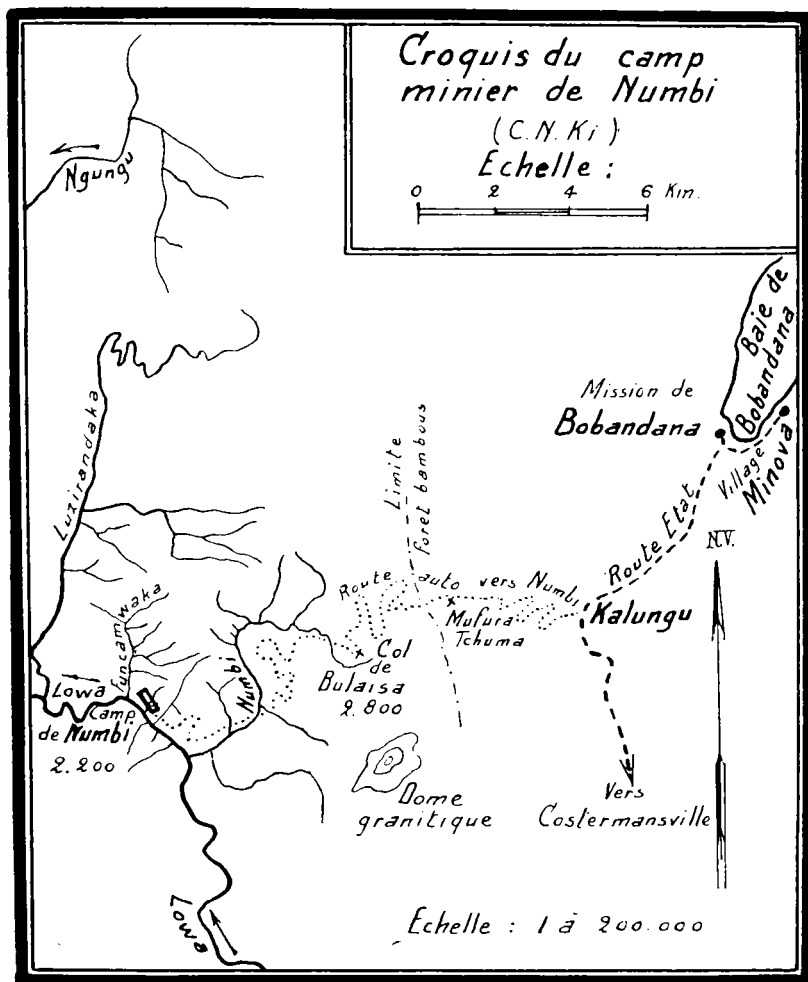 Croquis du camp
minier de Numbi
(C.N.Ki)
Echelle :
0 2 4 6 Km.
Ngungu
Baie de
Bobandana
Mission de
Bobandana
Village
Minova
Luzirandaka
Limite
foret bambous
Route Etat
N.V.
Route auto vers Numbi
Kalungu
Mufura
Tchuma
Funcamwaka
Numbi
Col
de
Bulaisa
2.800
Lowa
Camp
de Numbi
2.200
Dome
granitique
Vers
Costermansville
Lowa
Echelle : 1 à 200.000